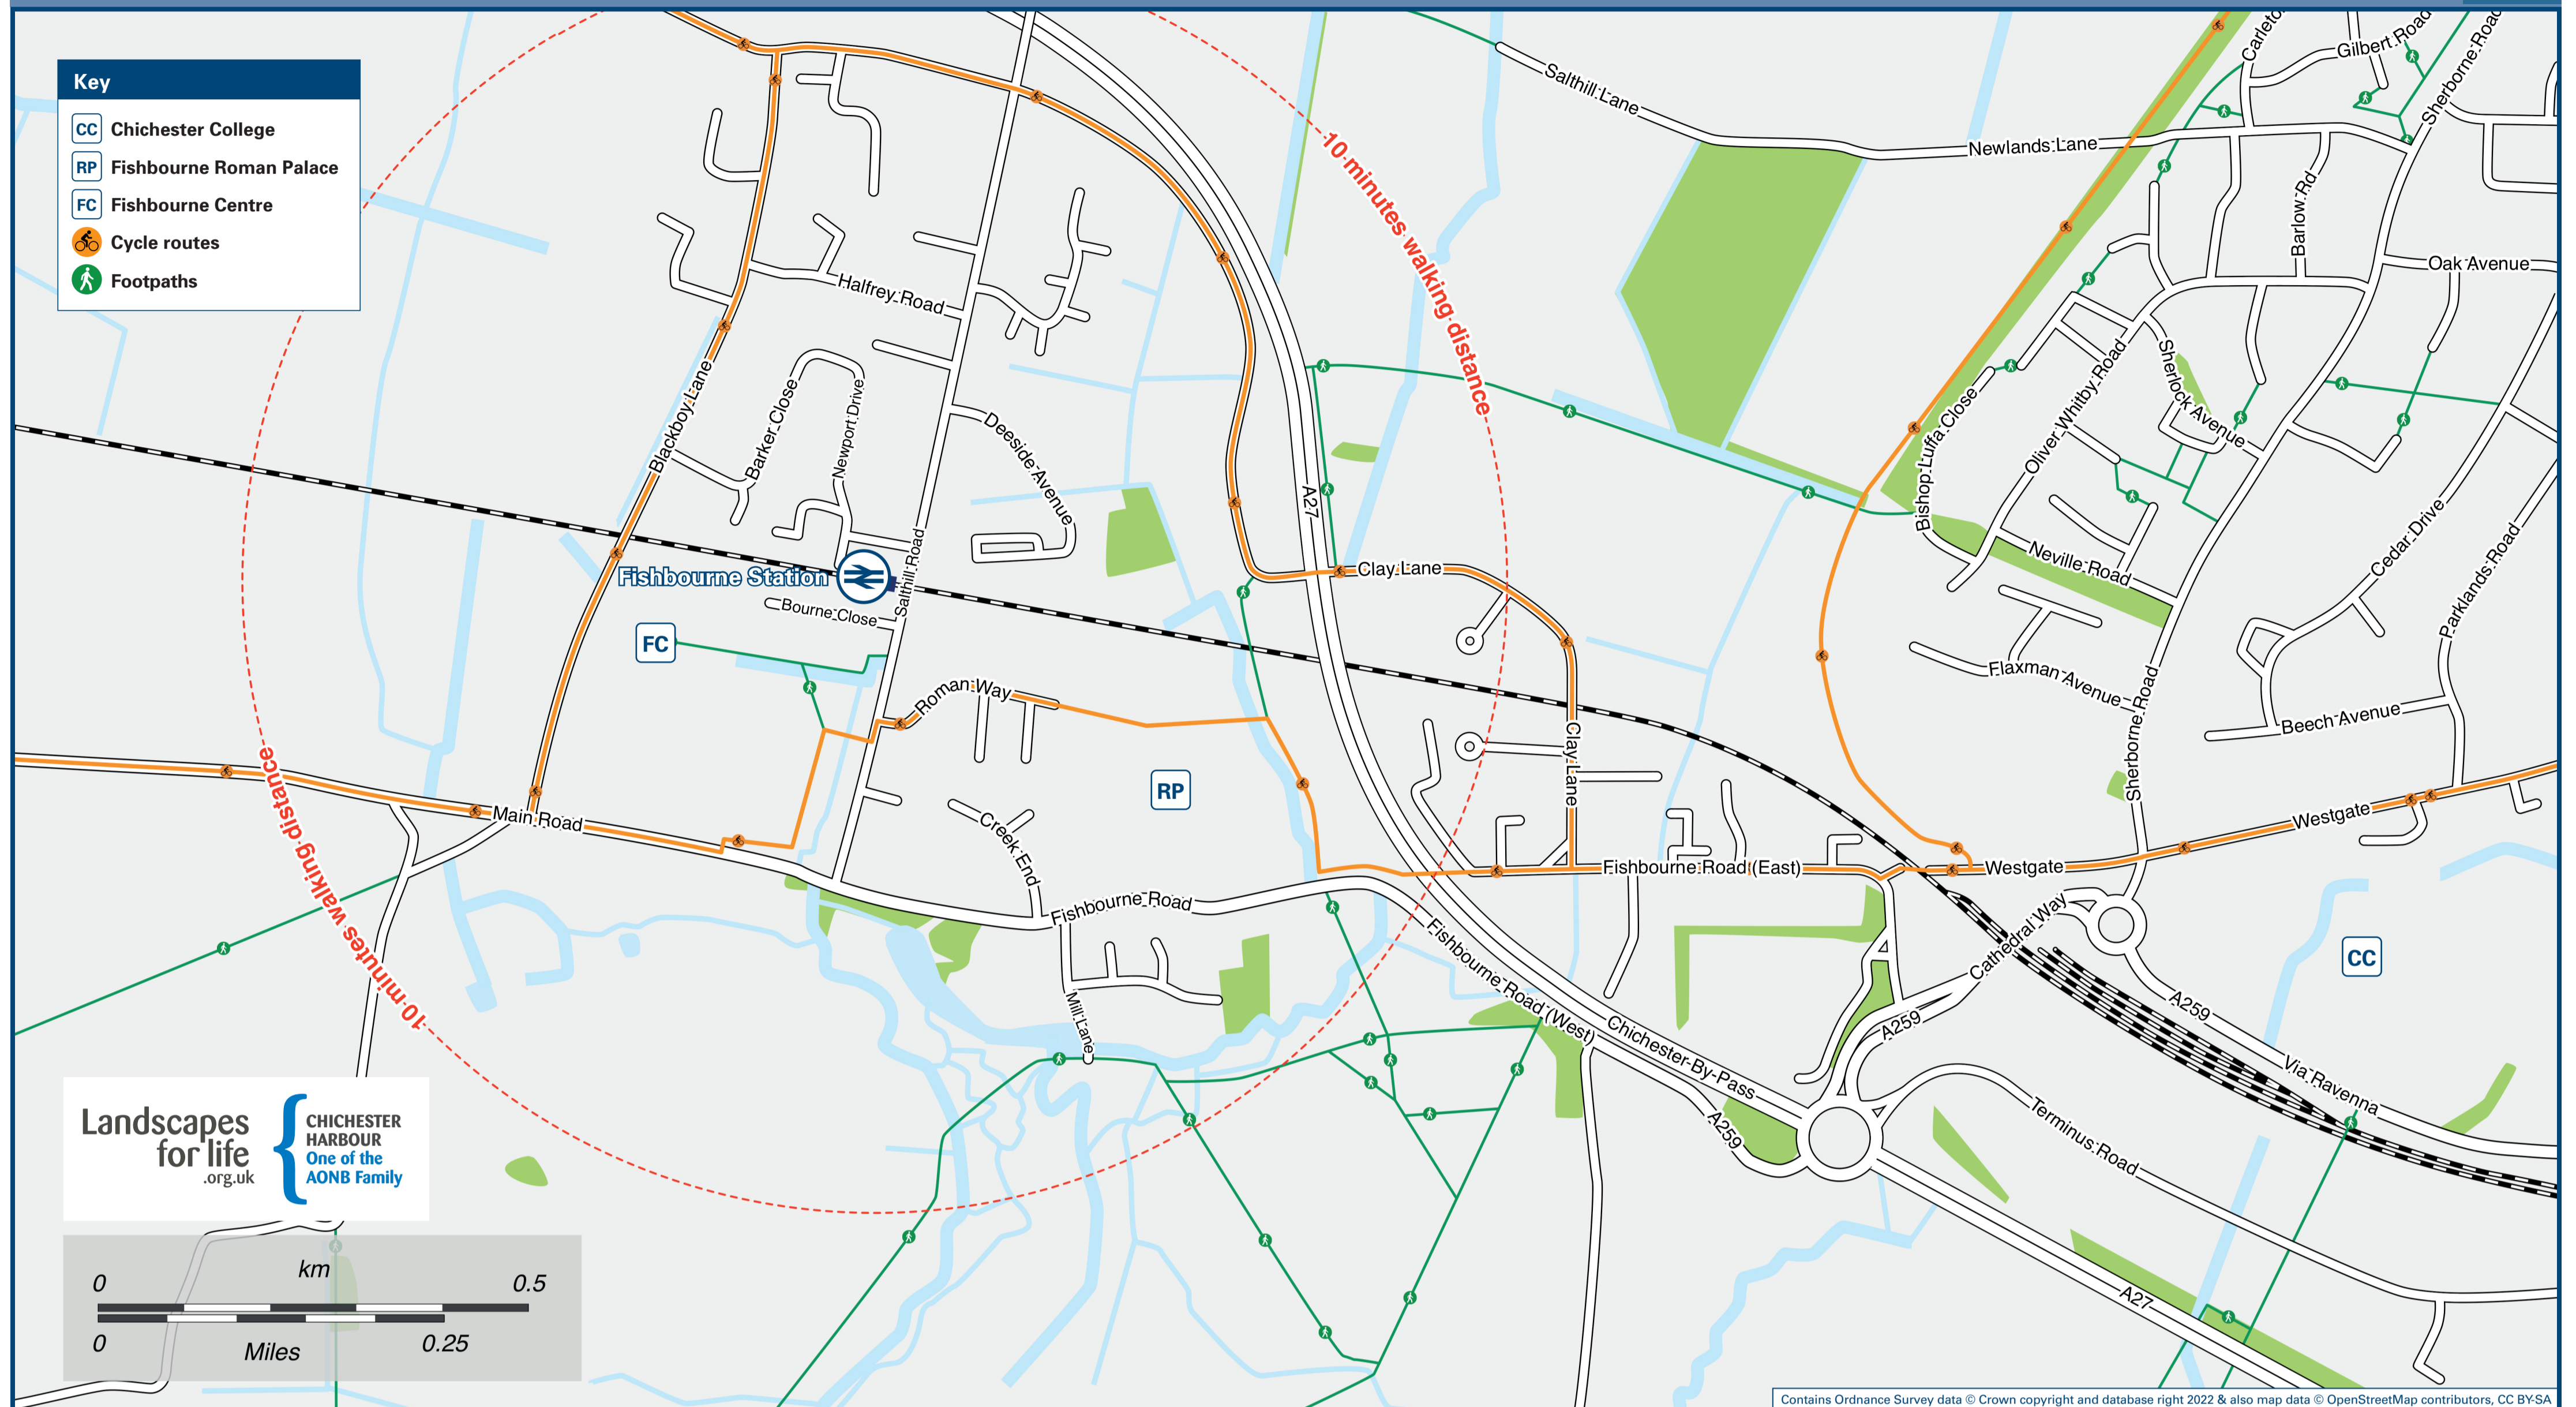 Key
CC Chichester College
RP Fishbourne Roman Palace
FC Fishbourne Centre
Cycle routes
Footpaths
Salthill Lane
Newlands Lane
Gilbert Road
Sherborne Road
Barlow Rd
Oak Avenue
10 minutes walking distance
Halfrey Road
Blackboy Lane
Barker Close
Newport Drive
Deeside Avenue
A27
Bishop Luffa Close
Oliver Whitby Road
Sherlock Avenue
Neville Road
Cedar Drive
Parklands Road
Fishbourne Station
Salthill Road
Clay Lane
Bourne Close
FC
Roman Way
Flaxman Avenue
Sherborne Road
Beech Avenue
Clay Lane
RP
Main Road
Creek End
Westgate
Fishbourne Road (East)
Westgate
Fishbourne Road
Fishbourne Road (West)
Cathedral Way
CC
10 minutes walking distance
Mill Lane
Chichester-By-Pass
A259
A259
Via Ravenna
A259
Terminus Road
A27
Landscapes
for life
.org.uk
CHICHESTER
HARBOUR
One of the
AONB Family
km
0 0.5
0 0.25
Miles
Contains Ordnance Survey data © Crown copyright and database right 2022 & also map data © OpenStreetMap contributors, CC BY-SA